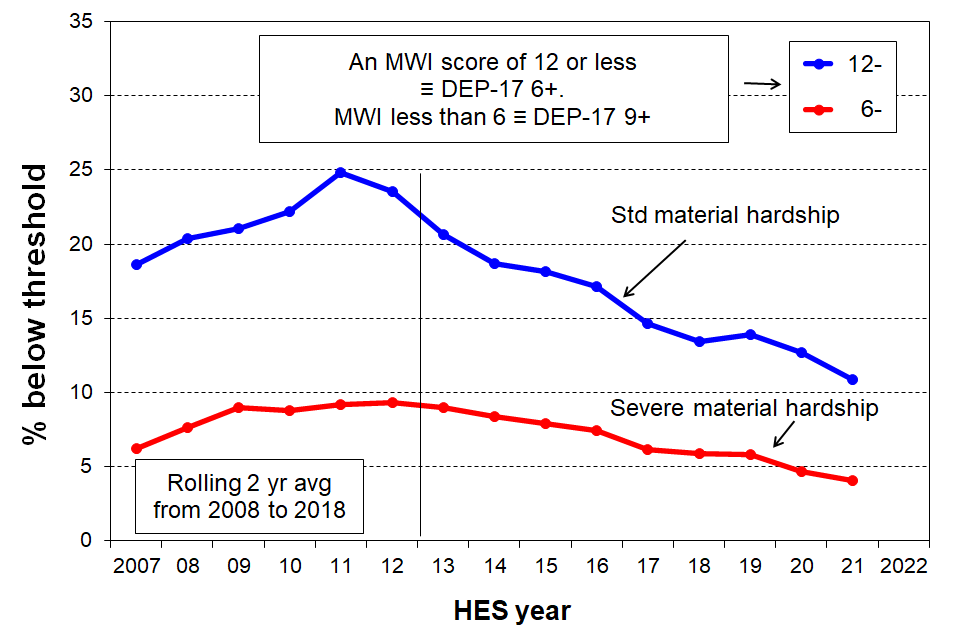 35
30
25
20
15
10
5
0
% below threshold
An MWI score of 12 or less
≡ DEP-17 6+.
MWI less than 6 ≡ DEP-17 9+
12-
6-
Std material hardship
Severe material hardship
Rolling 2 yr avg
from 2008 to 2018
2007 08 09 10 11 12 13 14 15 16 17 18 19 20 21 2022
HES year